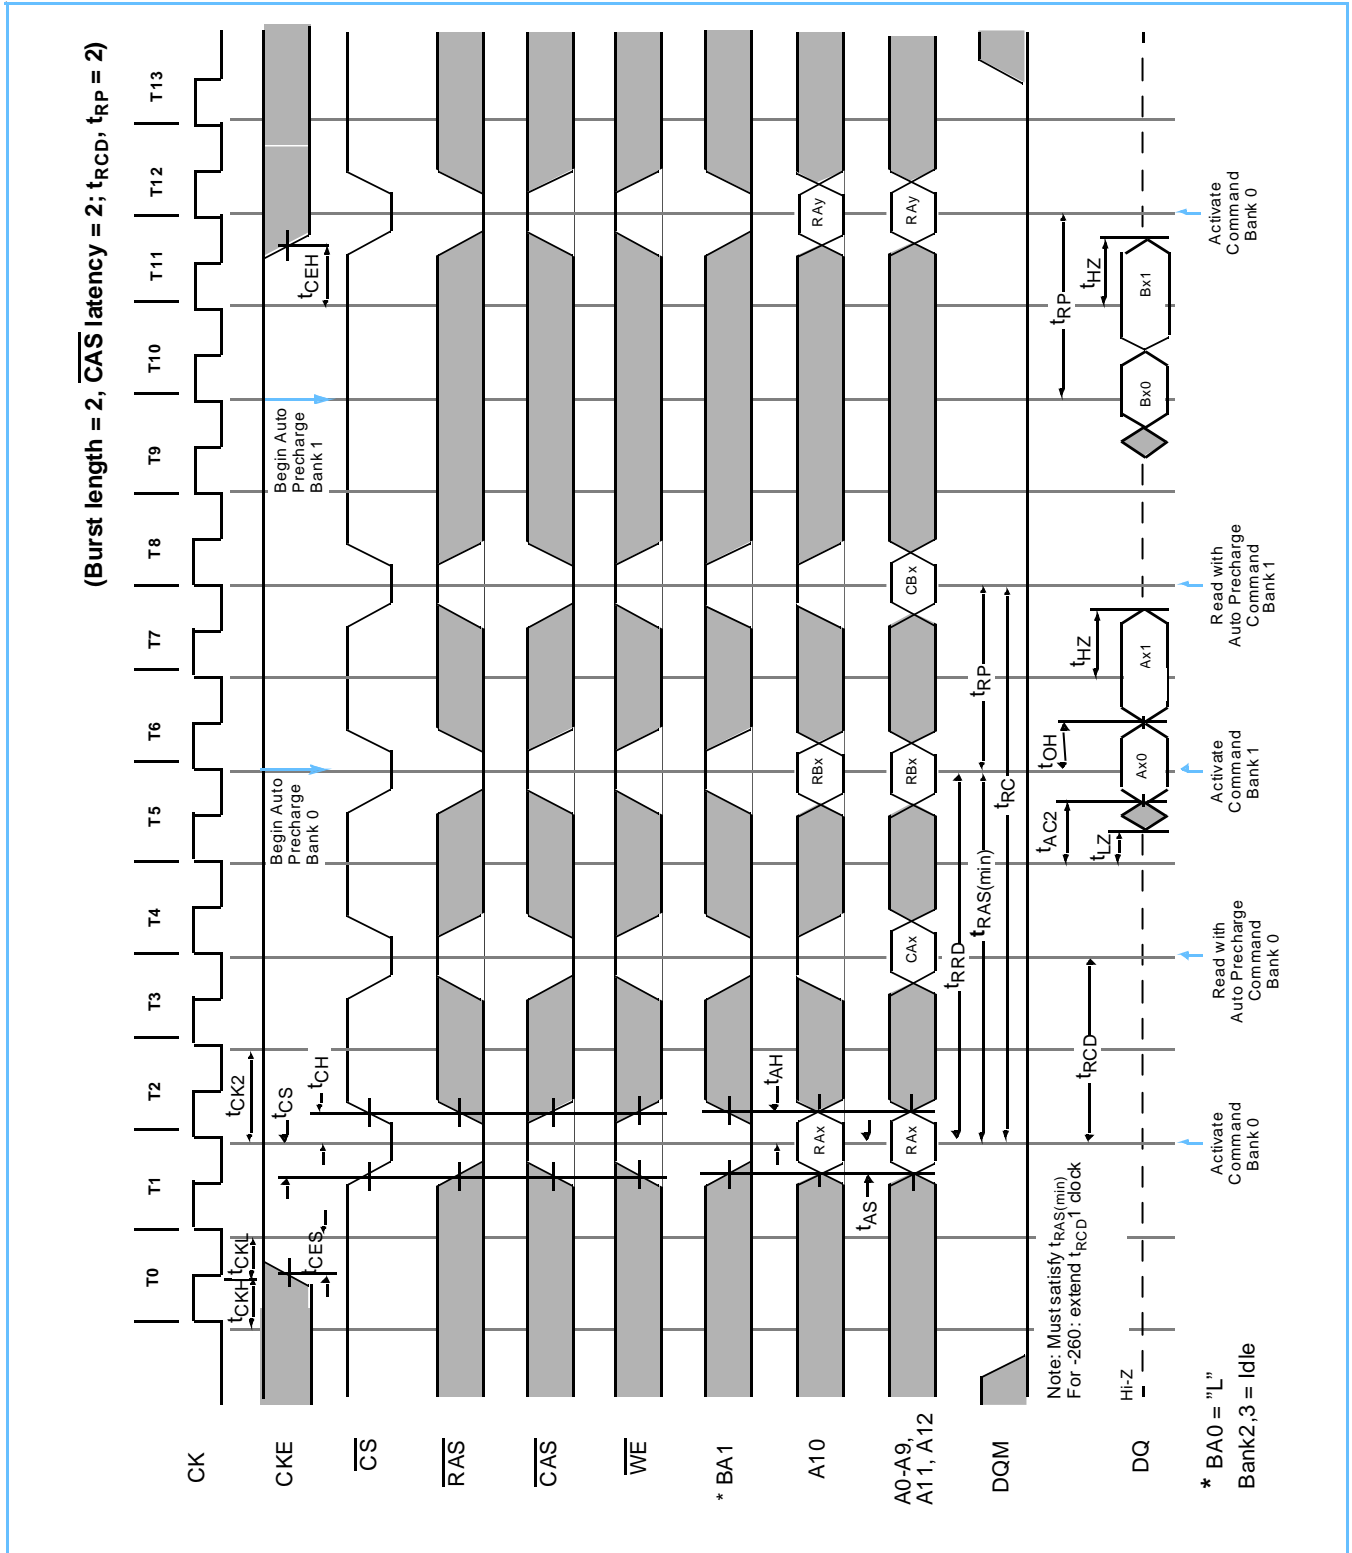 (Burst length = 2, CAS latency = 2; tRCD, tRP = 2)
T0 T1 T2 T3 T4 T5 T6 T7 T8 T9 T10 T11 T12 T13
CK
tCKH tCKL tCK2
CKE
tCES tCS tCH
Begin Auto
Precharge
Bank 0
Begin Auto
Precharge
Bank 1
tCEH
CS
RAS
CAS
WE
* BA1
tAH
A10
RAx RBx RAy
tAS
A0-A9,
A11, A12
RAx CAx RBx CBx RAy
DQM
tRRD
tRAS(min) tRP
tRC
Note: Must satisfy tRAS(min)
For -260: extend tRCD1 clock
tRCD
tAC2
tLZ
tOH
tHZ
tRP
tHZ
DQ
Hi-Z
Ax0 Ax1 Bx0 Bx1
* BA0 = ”L”
Bank2,3 = Idle
Activate
Command
Bank 0
Read with
Auto Precharge
Command
Bank 0
Activate
Command
Bank 1
Read with
Auto Precharge
Command
Bank 1
Activate
Command
Bank 0